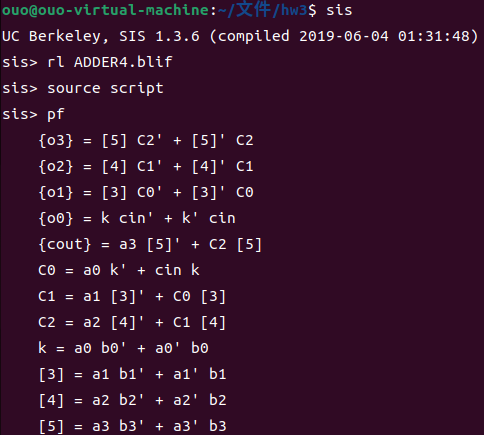 ouo@ouo-virtual-machine:~/文件/hw3$ sis
UC Berkeley, SIS 1.3.6 (compiled 2019-06-04 01:31:48)
sis> rl ADDER4.blif
sis> source script
sis> pf
{o3} = [5] C2' + [5]' C2
{o2} = [4] C1' + [4]' C1
{o1} = [3] C0' + [3]' C0
{o0} = k cin' + k' cin
{cout} = a3 [5]' + C2 [5]
C0 = a0 k' + cin k
C1 = a1 [3]' + C0 [3]
C2 = a2 [4]' + C1 [4]
k = a0 b0' + a0' b0
[3] = a1 b1' + a1' b1
[4] = a2 b2' + a2' b2
[5] = a3 b3' + a3' b3